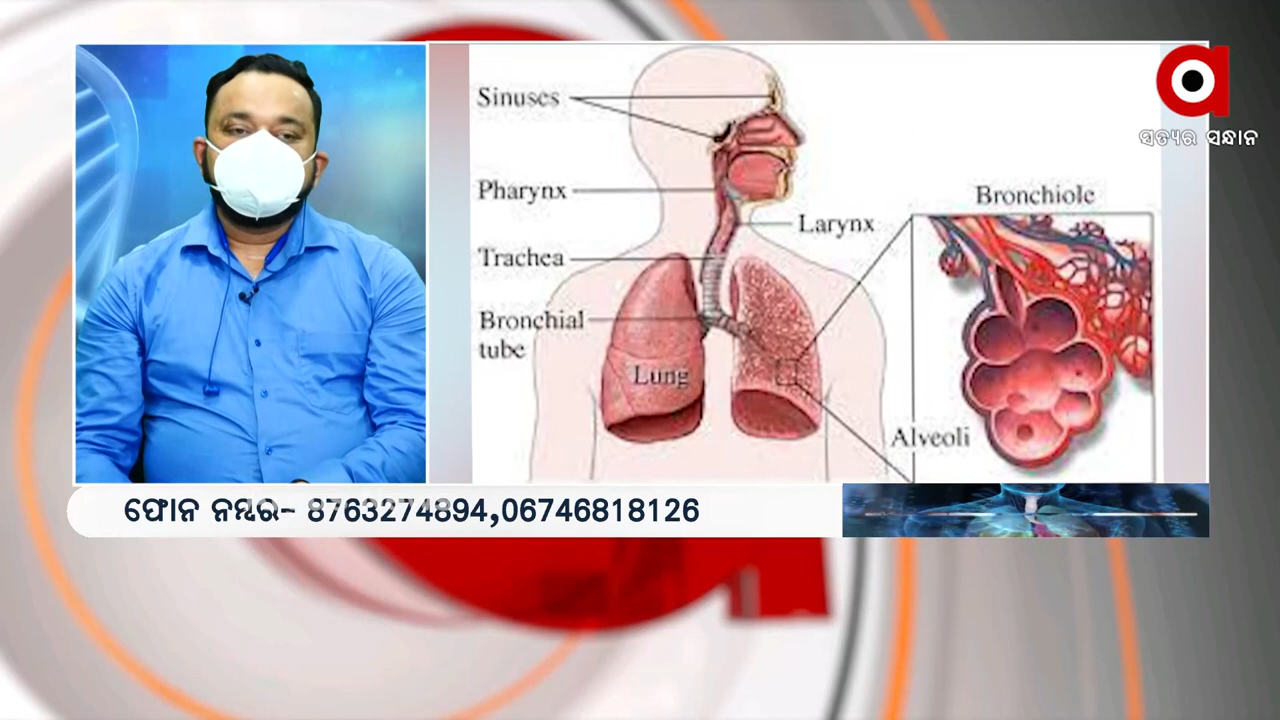 Sinuses
Pharynx
Larynx
Trachea
Bronchial
tube
Lung
Bronchiole
Alveoli
ସତ୍ୟର ସନ୍ଧାନ
ଫୋନ ନମ୍ବର- 8763274894,06746818126